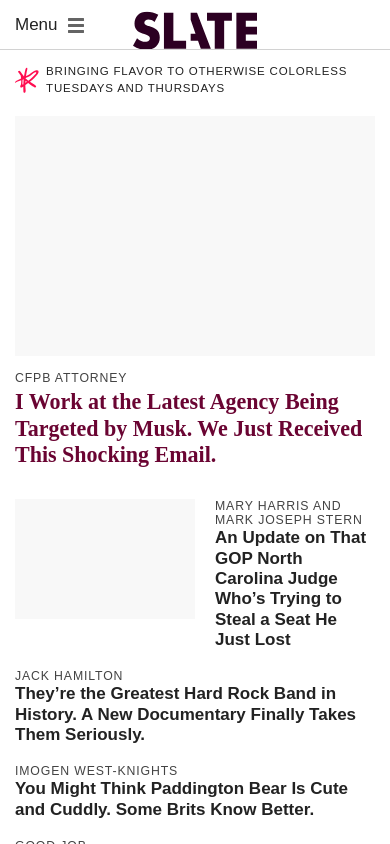 Menu
SLATE
BRINGING FLAVOR TO OTHERWISE COLORLESS
TUESDAYS AND THURSDAYS
CFPB ATTORNEY
I Work at the Latest Agency Being
Targeted by Musk. We Just Received
This Shocking Email.
MARY HARRIS AND
MARK JOSEPH STERN
An Update on That
GOP North
Carolina Judge
Who’s Trying to
Steal a Seat He
Just Lost
JACK HAMILTON
They’re the Greatest Hard Rock Band in
History. A New Documentary Finally Takes
Them Seriously.
IMOGEN WEST-KNIGHTS
You Might Think Paddington Bear Is Cute
and Cuddly. Some Brits Know Better.
GOOD JOB